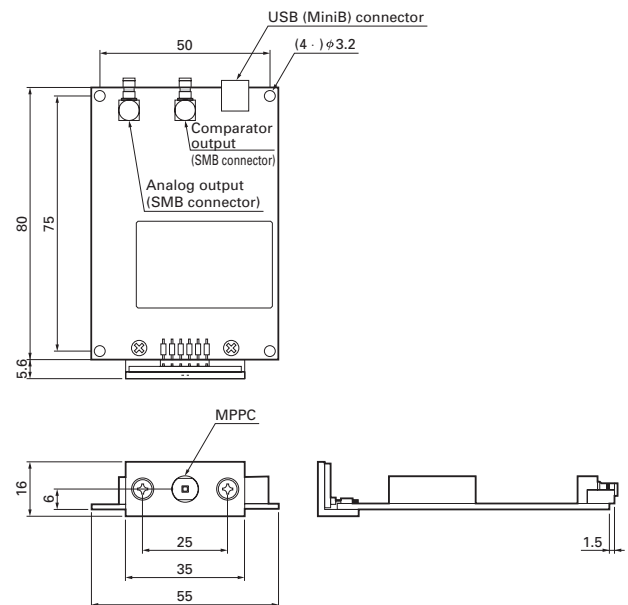 USB (MiniB) connector
50
(4 · ) φ3.2
Comparator
output
(SMB connector)
Analog output
(SMB connector)
80
75
5.6
MPPC
16
6
25
35
55
1.5